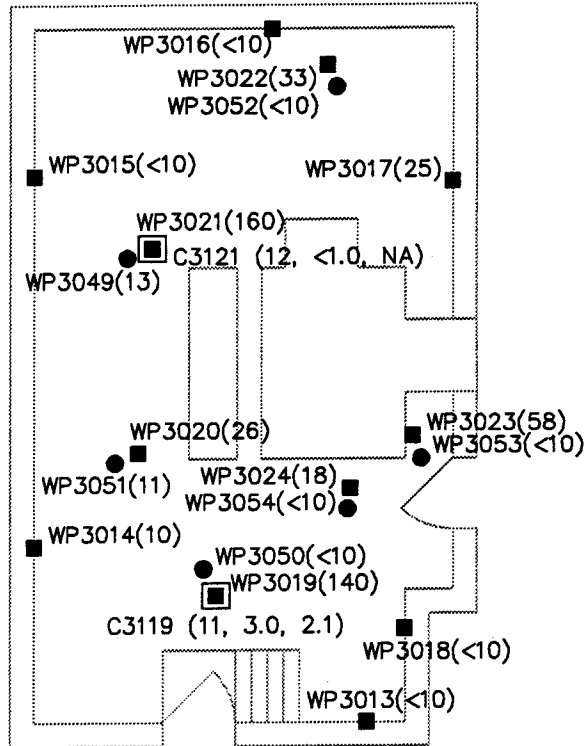 WP3016(<10)
WP3022(33)
WP3052(<10)
WP3015(<10)
WP3017(25)
WP3021(160)
C3121 (12, <1.0, NA)
WP3049(13)
WP3023(58)
WP3020(26)
WP3053(<10)
WP3051(11)
WP3024(18)
WP3054(<10)
WP3014(10)
WP3050(<10)
WP3019(140)
C3119 (11, 3.0, 2.1)
WP3018(<10)
WP3013(<10)